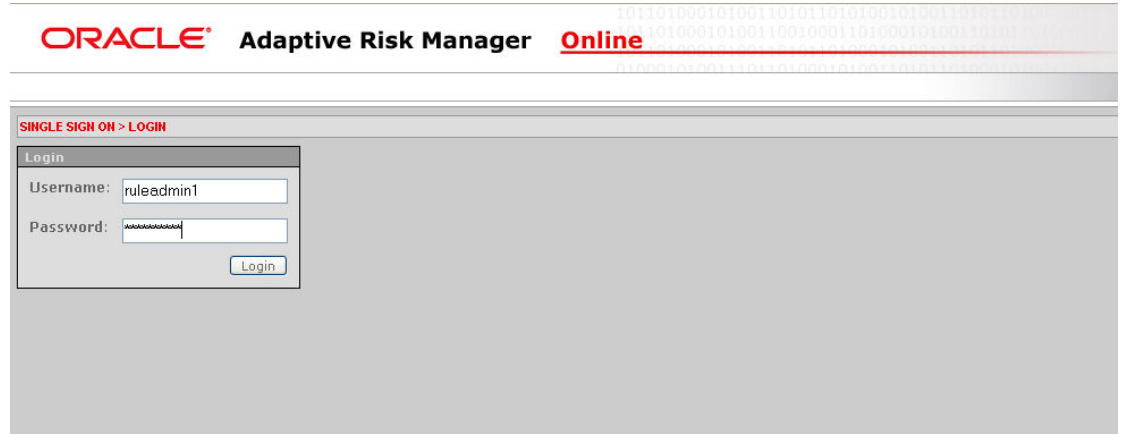 ORACLE® Adaptive Risk Manager Online
SINGLE SIGN ON > LOGIN
Login
Username: ruleadmin1
Password: **********
Login